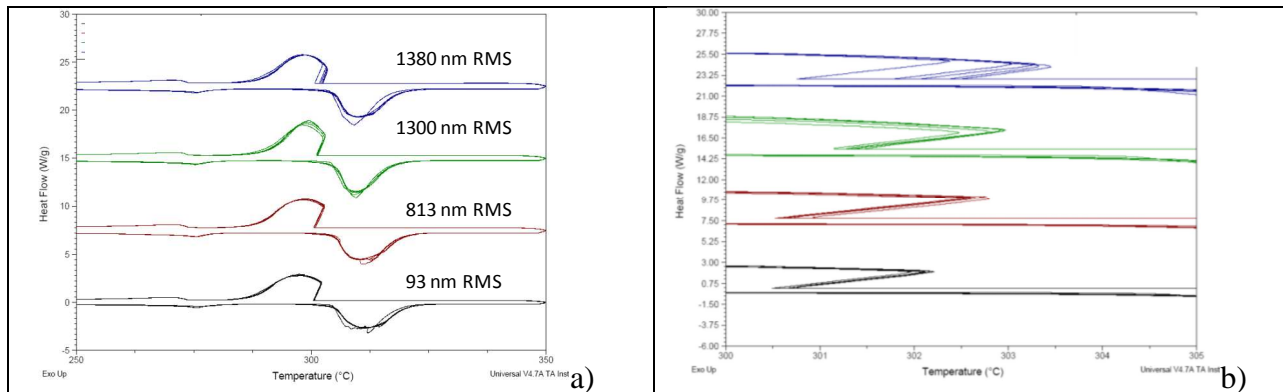 30
25
20
15
10
5
0
-5
Heat Flow (W/g)
1380 nm RMS
1300 nm RMS
813 nm RMS
93 nm RMS
250
300
350
Exo Up
Temperature (°C)
Universal V4.7A TA Inst
a)
30.00
27.75
25.50
23.25
21.00
18.75
16.50
14.25
12.00
9.75
7.50
5.25
3.00
0.75
-1.50
-3.75
-6.00
Heat Flow (W/g)
300
301
302
303
304
305
Exo Up
Temperature (°C)
Universal V4.7A TA Inst
b)